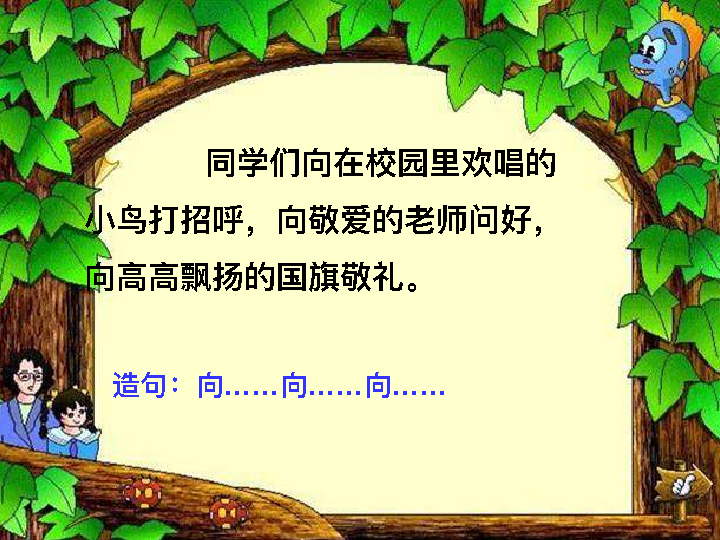 同学们向在校园里欢唱的
小鸟打招呼，向敬爱的老师问好，
向高高飘扬的国旗敬礼。
造句：向……向……向……